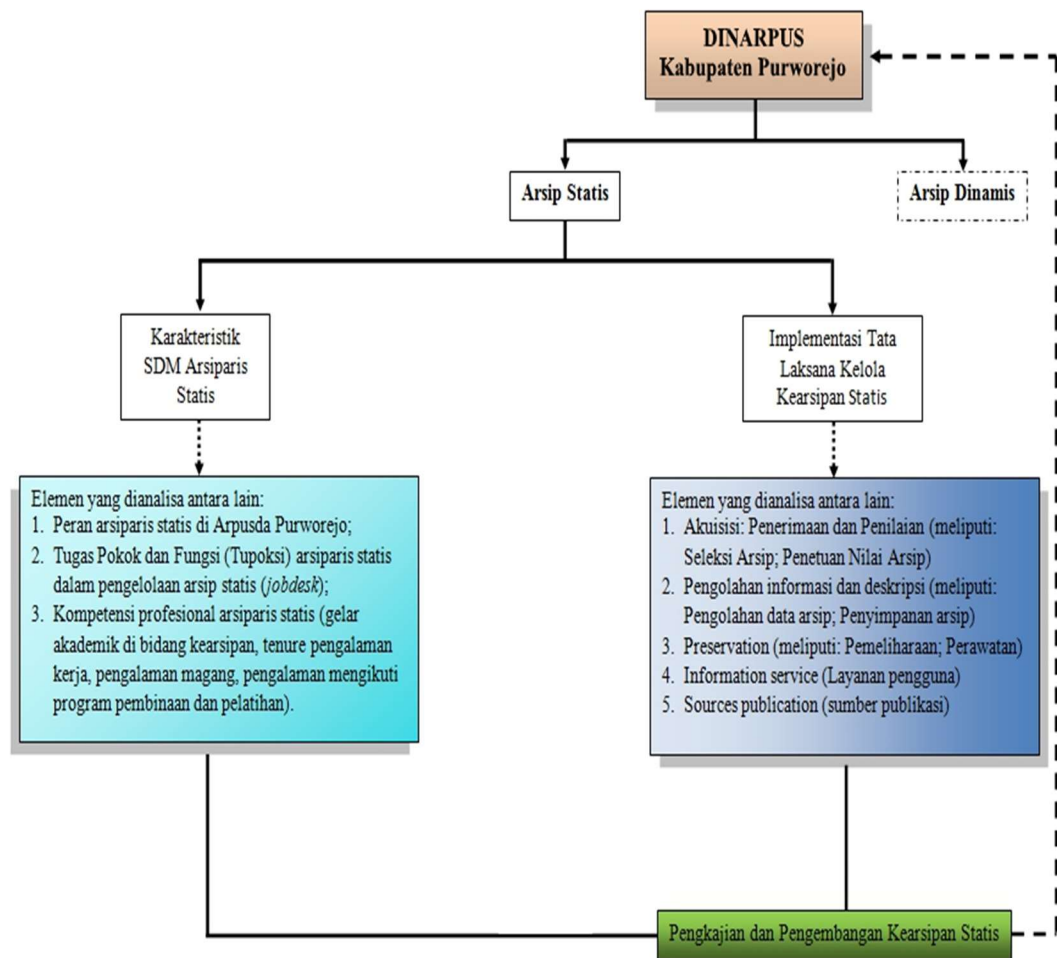 DINARPUS
Kabupaten Purworejo
Arsip Statis
Arsip Dinamis
Karakteristik
SDM Arsiparis
Statis
Implementasi Tata
Laksana Kelola
Kearsipan Statis
Elemen yang dianalisa antara lain:
1. Peran arsiparis statis di Arpusda Purworejo;
2. Tugas Pokok dan Fungsi (Tupoksi) arsiparis statis
dalam pengelolaan arsip statis (jobdesk);
3. Kompetensi profesional arsiparis statis (gelar
akademik di bidang kearsipan, tenure pengalaman
kerja, pengalaman magang, pengalaman mengikuti
program pembinaan dan pelatihan).
Elemen yang dianalisa antara lain:
1. Akuisisi: Penerimaan dan Penilaian (meliputi:
Seleksi Arsip; Penetuan Nilai Arsip)
2. Pengolahan informasi dan deskripsi (meliputi:
Pengolahan data arsip; Penyimpanan arsip)
3. Preservation (meliputi: Pemeliharaan; Perawatan)
4. Information service (Layanan pengguna)
5. Sources publication (sumber publikasi)
Pengkajian dan Pengembangan Kearsipan Statis